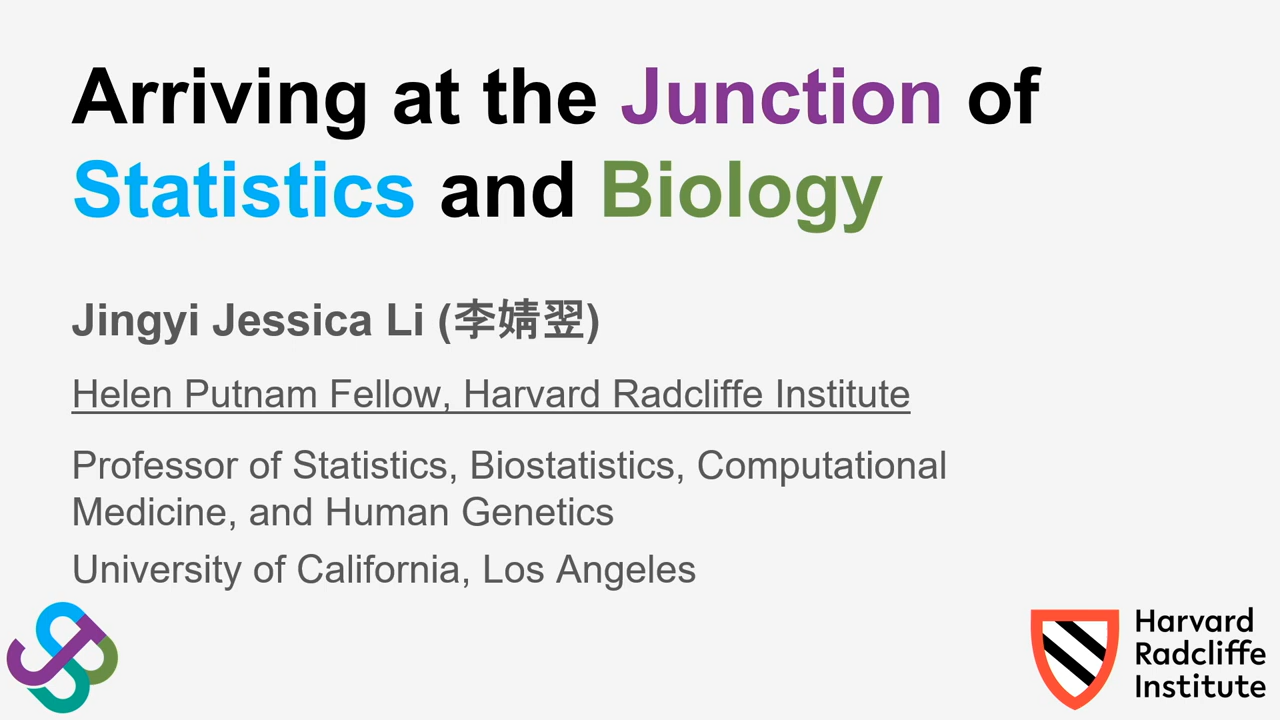 Arriving at the Junction of
Statistics and Biology
Jingyi Jessica Li (李婧翌)
Helen Putnam Fellow, Harvard Radcliffe Institute
Professor of Statistics, Biostatistics, Computational
Medicine, and Human Genetics
University of California, Los Angeles
Harvard
Radcliffe
Institute